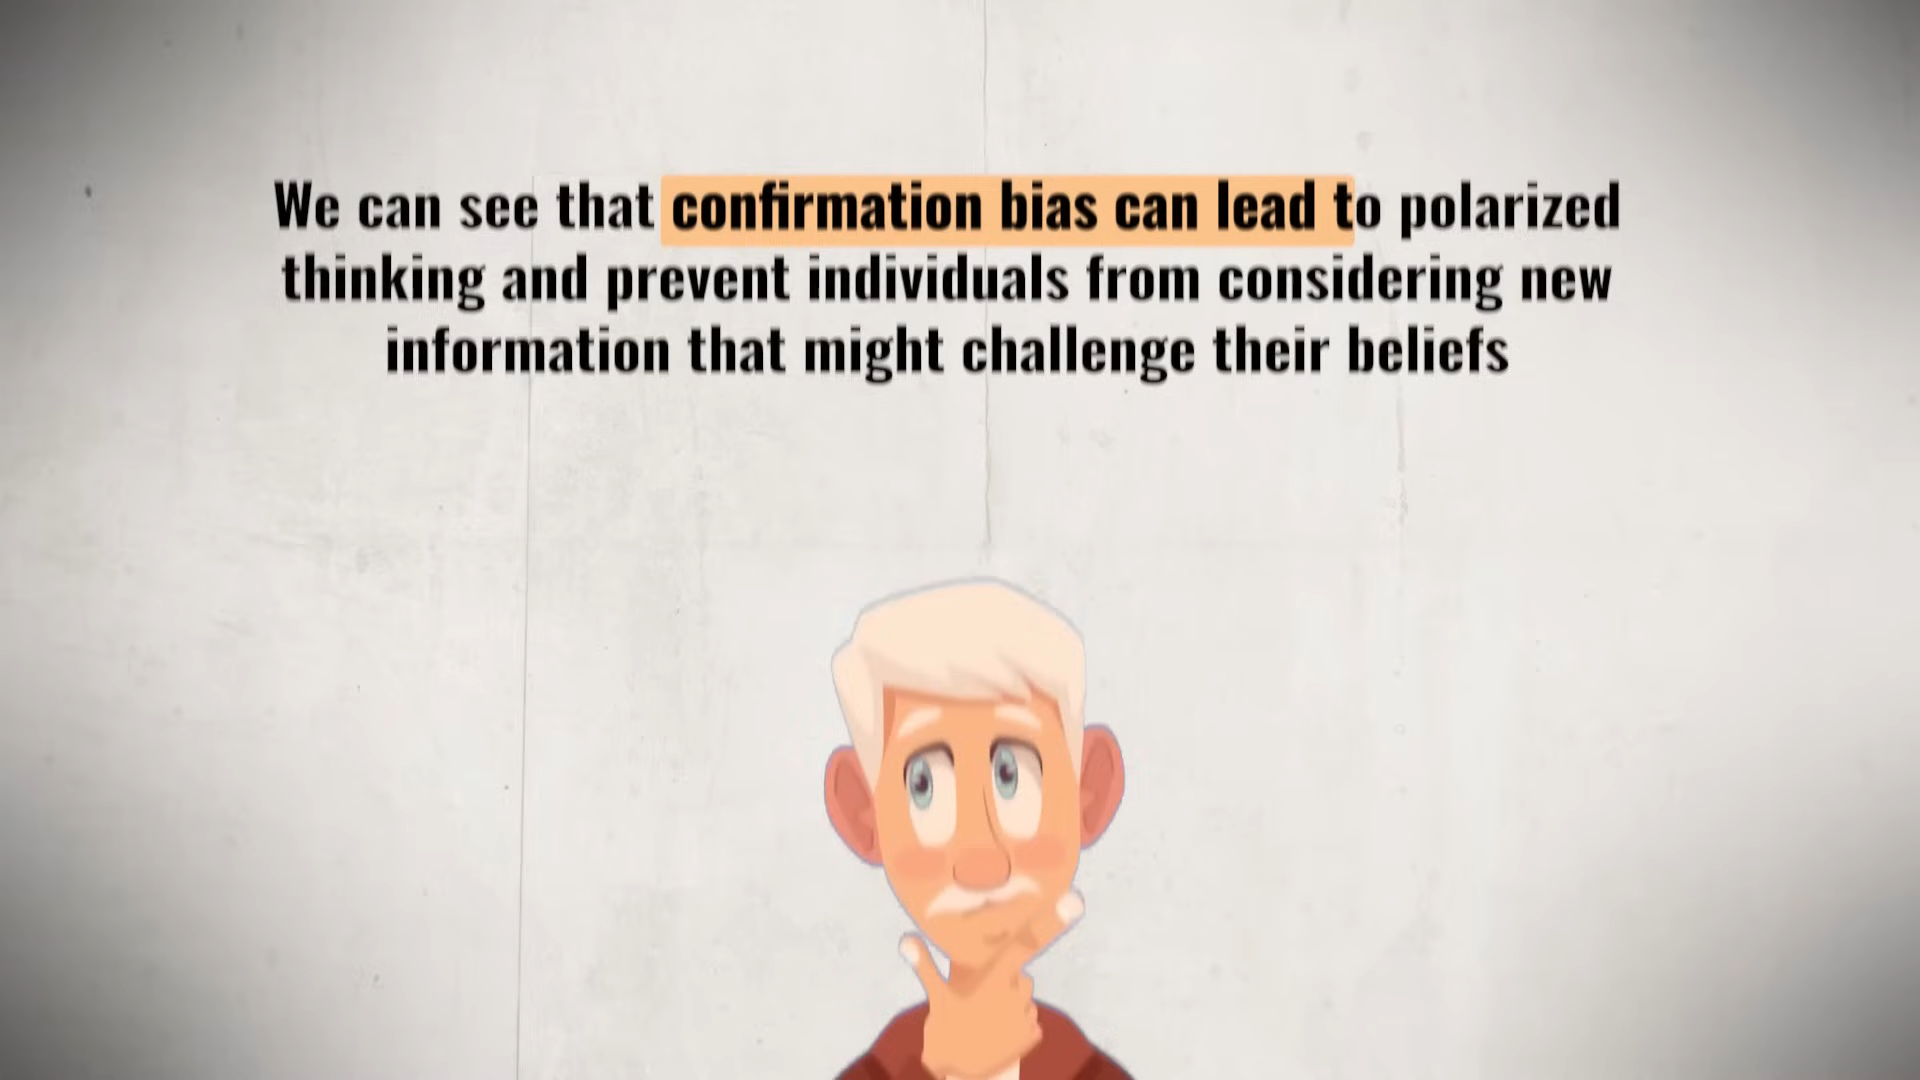 We can see that confirmation bias can lead to polarized
thinking and prevent individuals from considering new
information that might challenge their beliefs